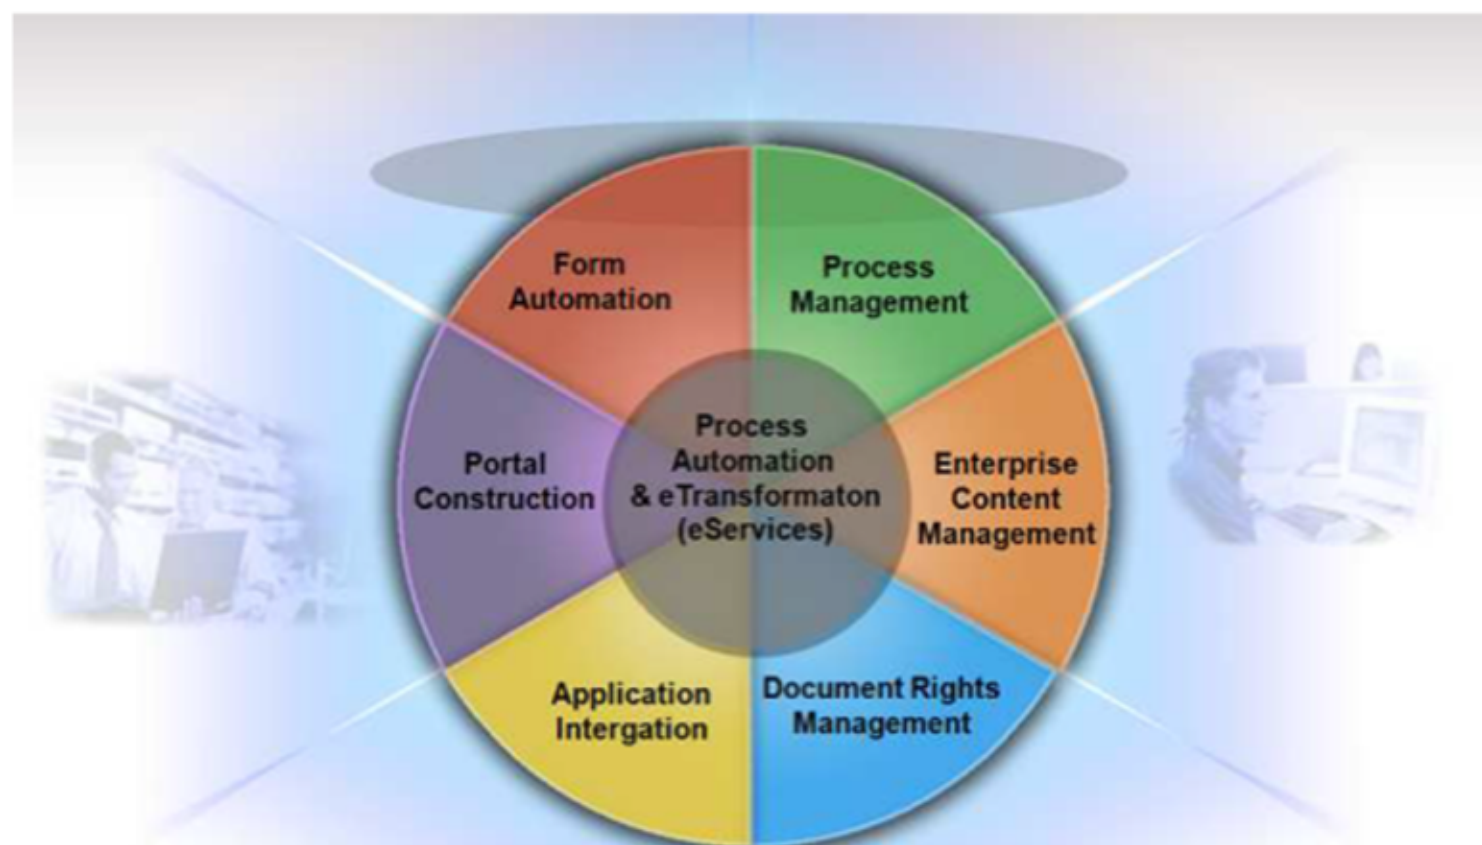 Form
Automation
Process
Management
Portal
Construction
Process
Automation
& eTransformaton
(eServices)
Enterprise
Content
Management
Application
Intergation
Document Rights
Management